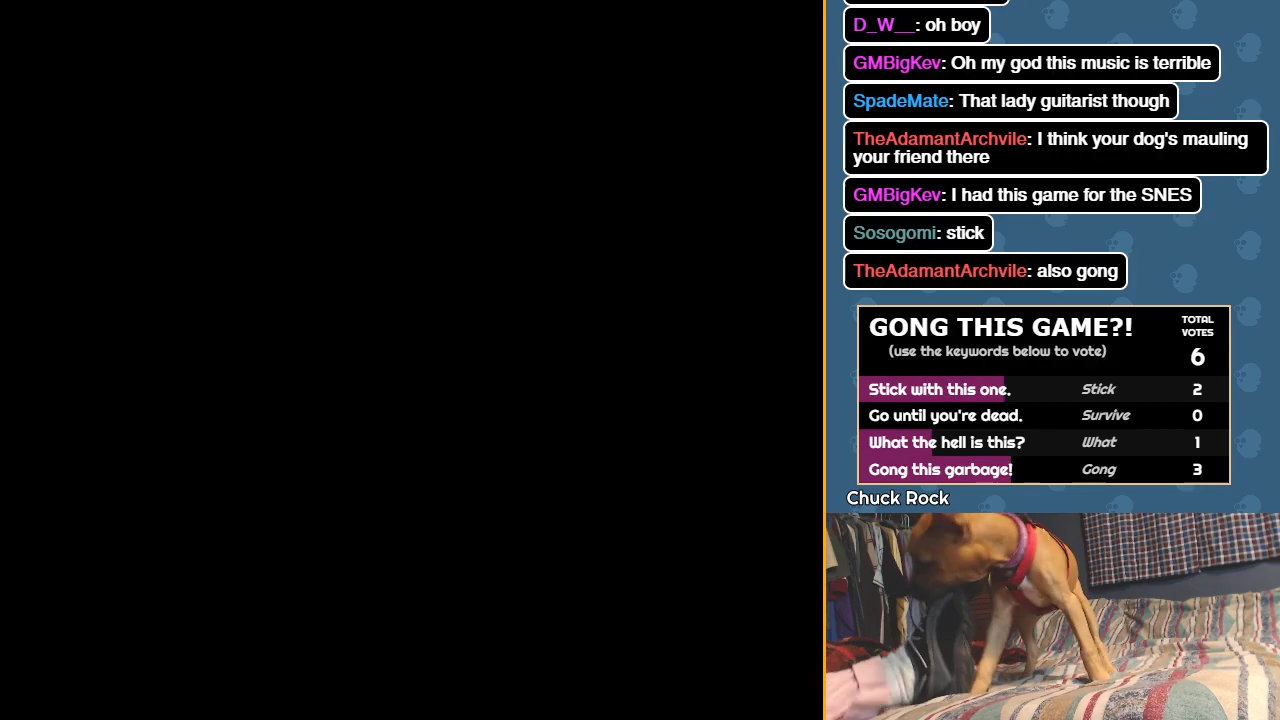 D_W__: oh boy
GMBigKev: Oh my god this music is terrible
SpadeMate: That lady guitarist though
TheAdamantArchvile: I think your dog's mauling
your friend there
GMBigKev: I had this game for the SNES
Sosogomi: stick
TheAdamantArchvile: also gong
GONG THIS GAME?!
(use the keywords below to vote)
TOTAL
VOTES
6
Stick with this one. Stick 2
Go until you're dead. Survive 0
What the hell is this? What 1
Gong this garbage! Gong 3
Chuck Rock